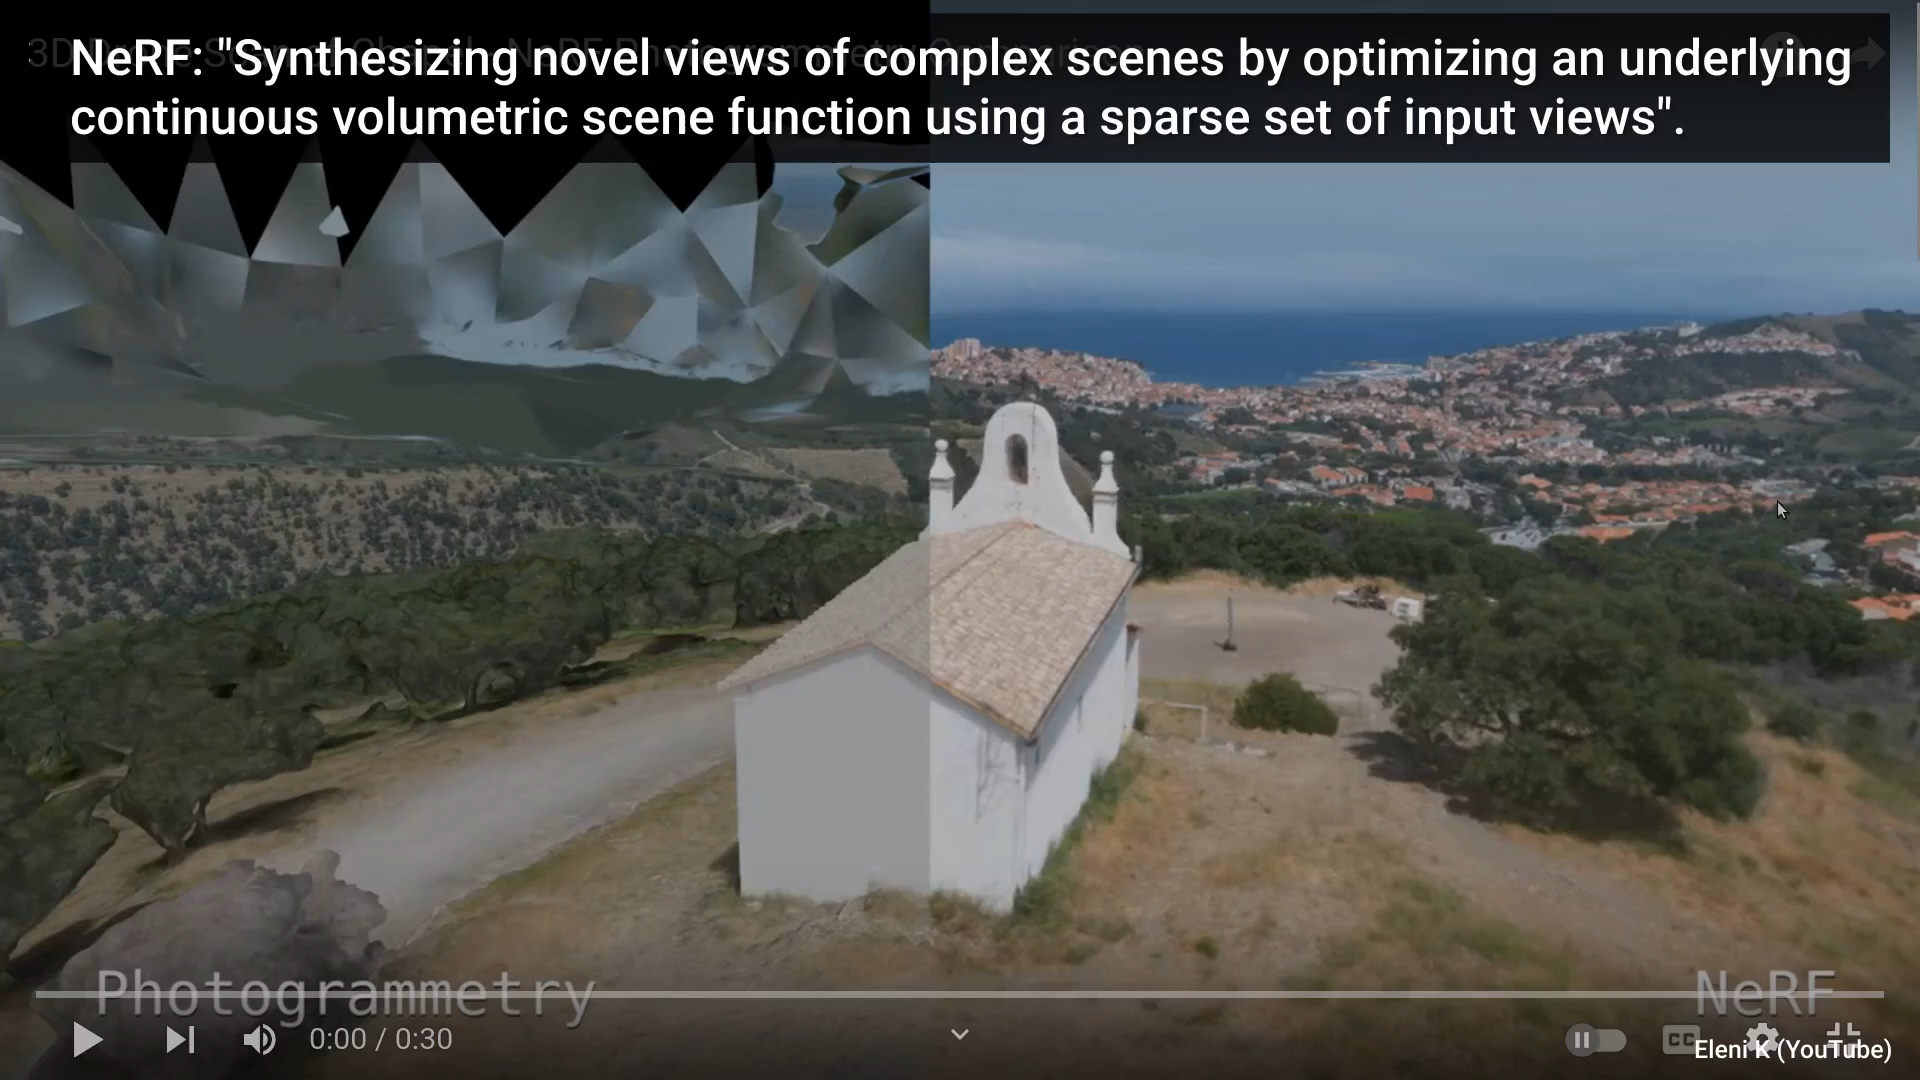 NeRF: "Synthesizing novel views of complex scenes by optimizing an underlying
continuous volumetric scene function using a sparse set of input views".
Photogrammetry
NeRF
0:00 / 0:30
CC
Eleni K (YouTube)